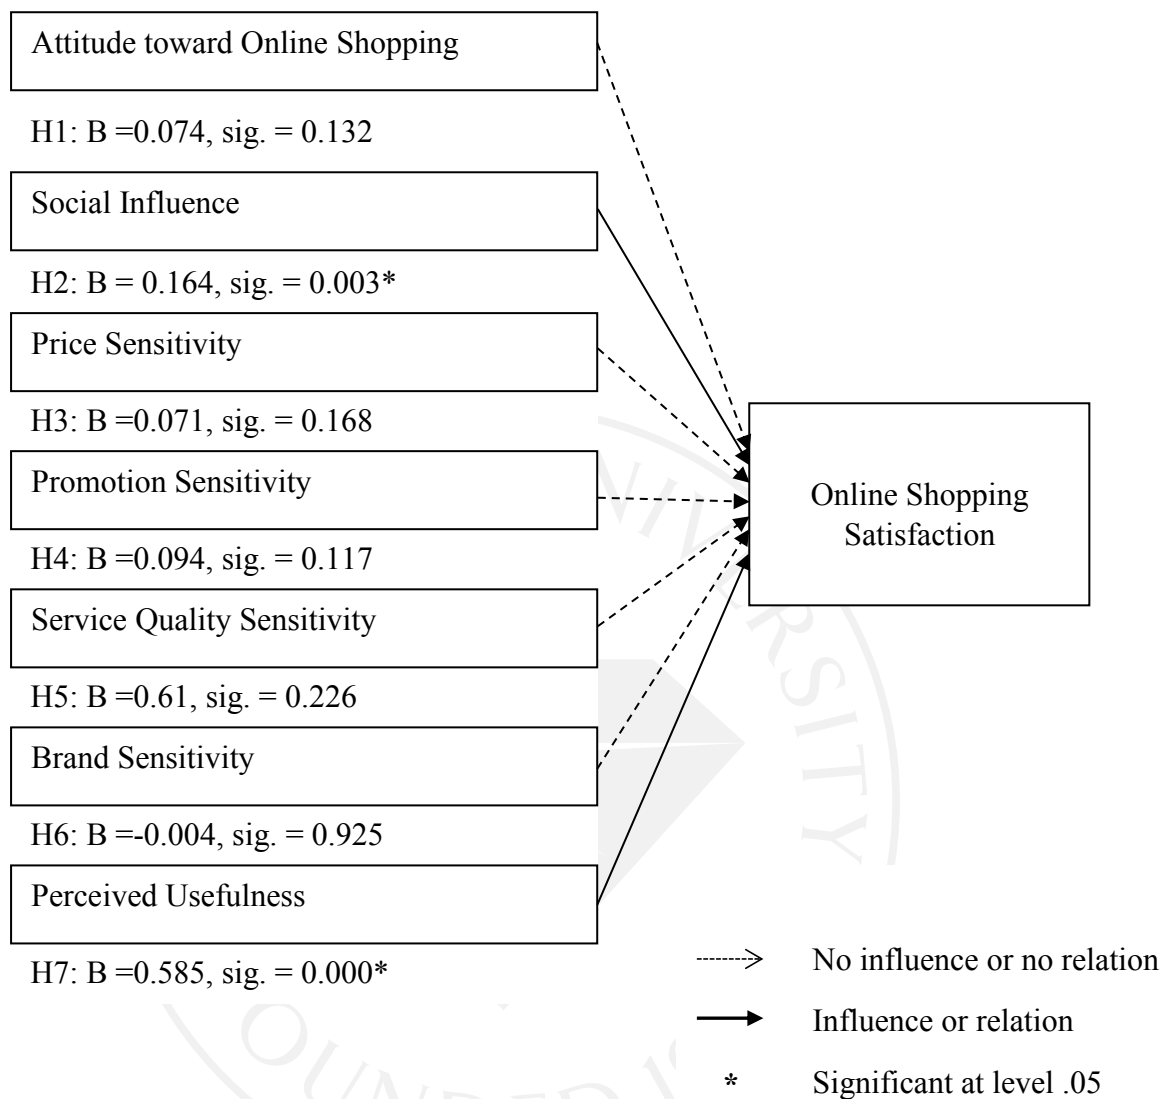 Attitude toward Online Shopping
H1: B =0.074, sig. = 0.132
Social Influence
H2: B = 0.164, sig. = 0.003*
Price Sensitivity
H3: B =0.071, sig. = 0.168
Promotion Sensitivity
H4: B =0.094, sig. = 0.117
Service Quality Sensitivity
H5: B =0.61, sig. = 0.226
Brand Sensitivity
H6: B =-0.004, sig. = 0.925
Perceived Usefulness
H7: B =0.585, sig. = 0.000*
Online Shopping
Satisfaction
No influence or no relation
Influence or relation
* Significant at level .05